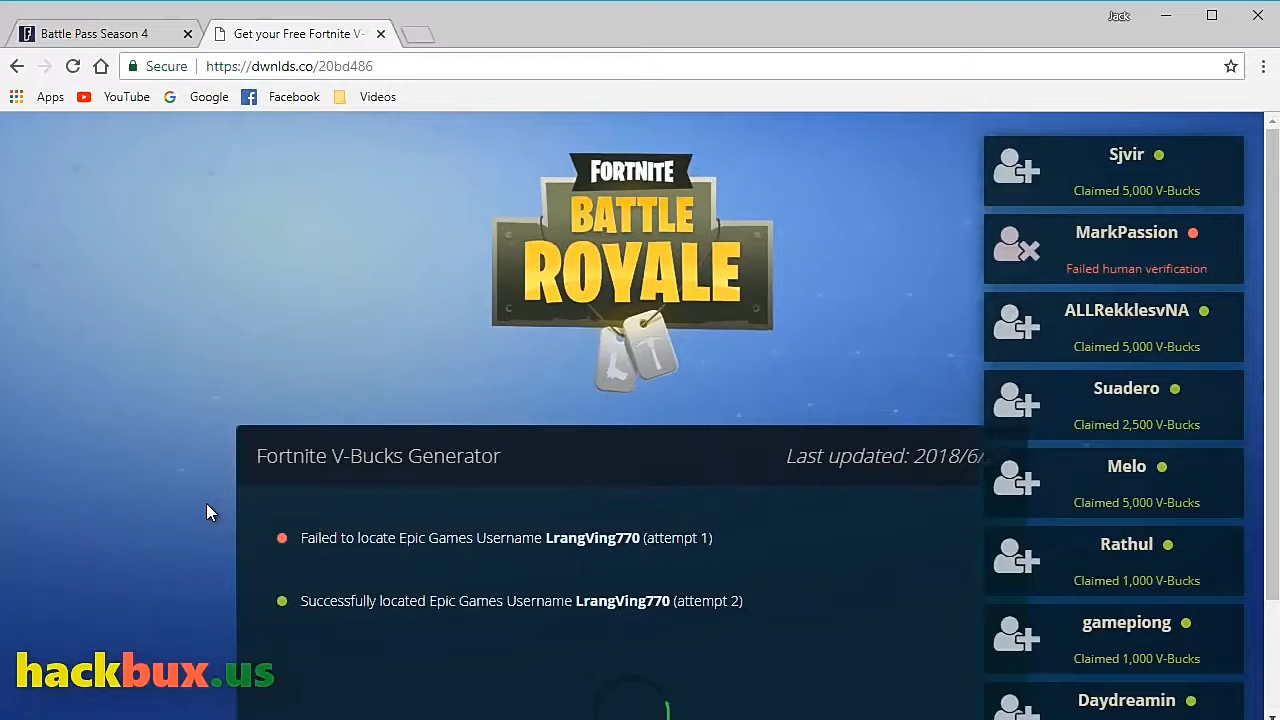 Jack
Battle Pass Season 4
Get your Free Fortnite V-
Secure
https://dwnlds.co/20bd486
Apps
YouTube
Google
Facebook
Videos
FORTNITE
BATTLE
ROYALE
Sjvir
Claimed 5,000 V-Bucks
MarkPassion
Failed human verification
ALLRekklesvNA
Claimed 5,000 V-Bucks
Suadero
Claimed 2,500 V-Bucks
Melo
Claimed 5,000 V-Bucks
Rathul
Claimed 1,000 V-Bucks
gamepiong
Claimed 1,000 V-Bucks
Daydreamin
Fortnite V-Bucks Generator
Last updated: 2018/6/
Failed to locate Epic Games Username LrangVing770 (attempt 1)
Successfully located Epic Games Username LrangVing770 (attempt 2)
hackbux.us